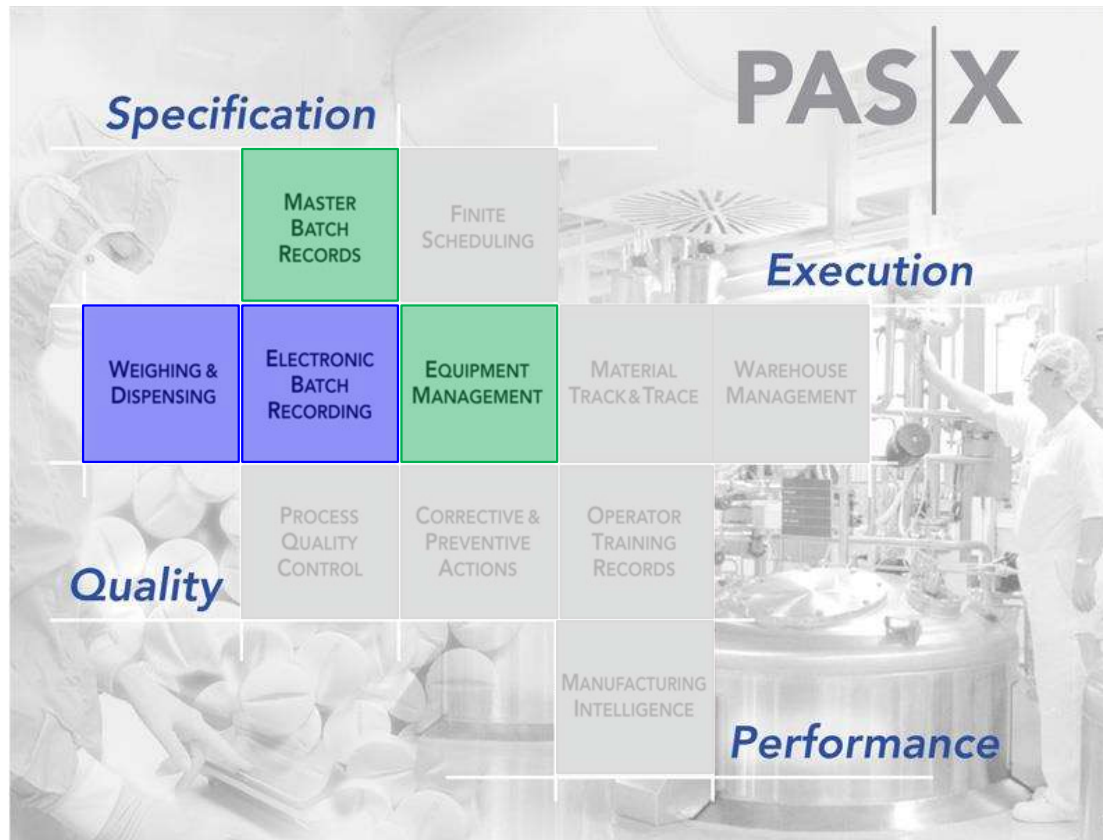 PAS|X
Specification
MASTER
BATCH
RECORDS
FINITE
SCHEDULING
Execution
WEIGHING &
DISPENSING
ELECTRONIC
BATCH
RECORDING
EQUIPMENT
MANAGEMENT
MATERIAL
TRACK & TRACE
WAREHOUSE
MANAGEMENT
PROCESS
QUALITY
CONTROL
CORRECTIVE &
PREVENTIVE
ACTIONS
OPERATOR
TRAINING
RECORDS
Quality
MANUFACTURING
INTELLIGENCE
Performance